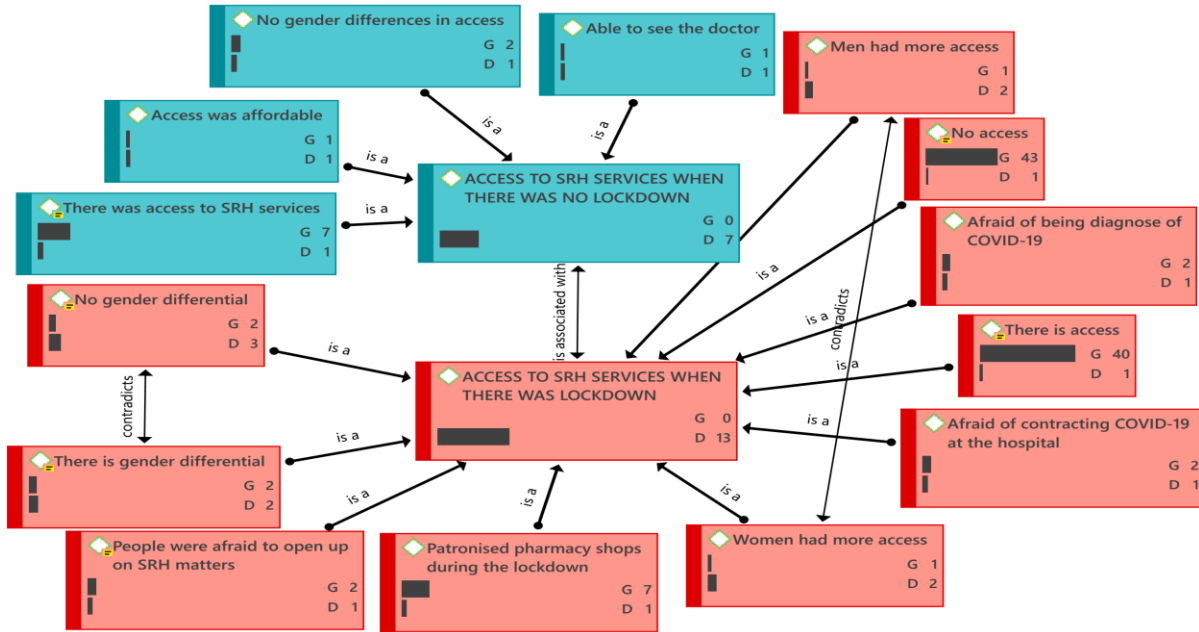 No gender differences in access
G 2
D 1
Able to see the doctor
G 1
D 1
Men had more access
G 1
D 2
Access was affordable
G 1
D 1
is a
is a
is a
No access
G 43
D 1
ACCESS TO SRH SERVICES WHEN
THERE WAS NO LOCKDOWN
G 0
D 7
There was access to SRH services
G 7
D 1
is a
Afraid of being diagnose of
COVID-19
G 2
D 1
is associated with
is a
contradicts
No gender differential
G 2
D 3
is a
is a
There is access
G 40
D 1
is a
ACCESS TO SRH SERVICES WHEN
THERE WAS LOCKDOWN
G 0
D 13
contradicts
is a
Afraid of contracting COVID-19
at the hospital
G 2
D 1
There is gender differential
G 2
D 2
is a
is a
is a
is a
People were afraid to open up
on SRH matters
G 2
D 1
Patronised pharmacy shops
during the lockdown
G 7
D 1
Women had more access
G 1
D 2